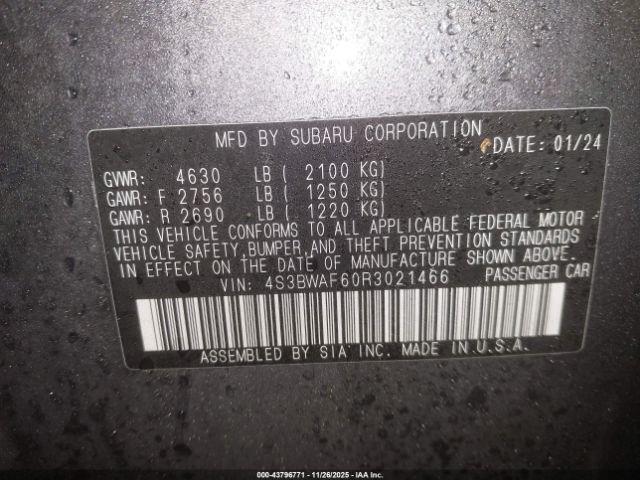 MFD BY SUBARU CORPORATION
DATE: 01/24
GVWR: 4630 LB ( 2100 KG)
GAWR: F 2756 LB ( 1250 KG)
GAWR: R 2690 LB ( 1220 KG)
THIS VEHICLE CONFORMS TO ALL APPLICABLE FEDERAL MOTOR
VEHICLE SAFETY, BUMPER, AND THEFT PREVENTION STANDARDS
IN EFFECT ON THE DATE OF MANUFACTURE SHOWN ABOVE.
VIN: 4S3BWAF60R3021466 PASSENGER CAR
ASSEMBLED BY SIA INC. MADE IN U.S.A.
000-43796771 - 11/26/2025 - IAA Inc.